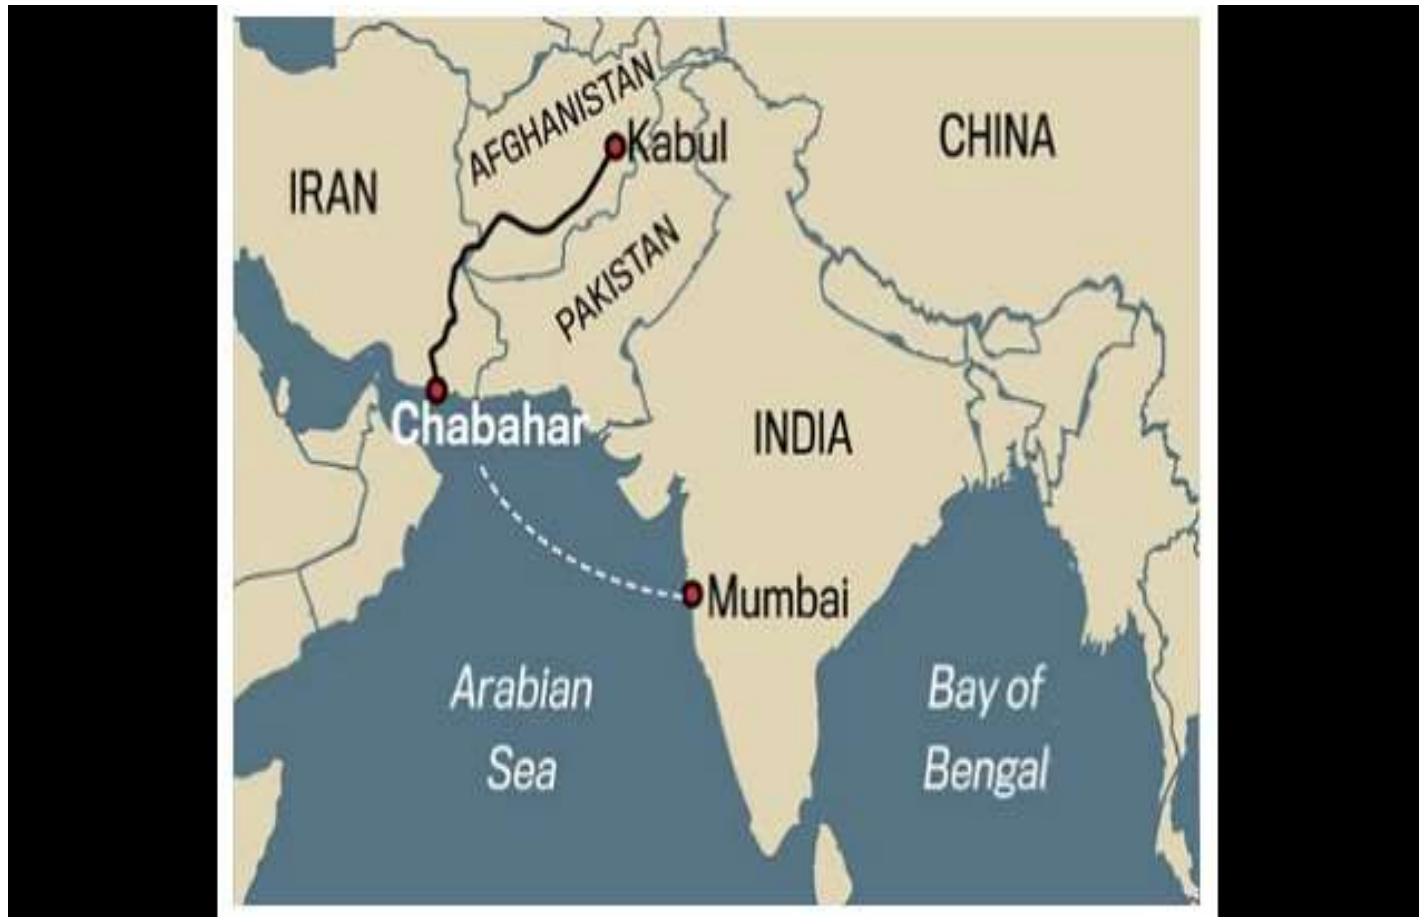 AFGHANISTAN
Kabul
CHINA
IRAN
PAKISTAN
Chabahar
INDIA
Mumbai
Arabian
Sea
Bay of
Bengal